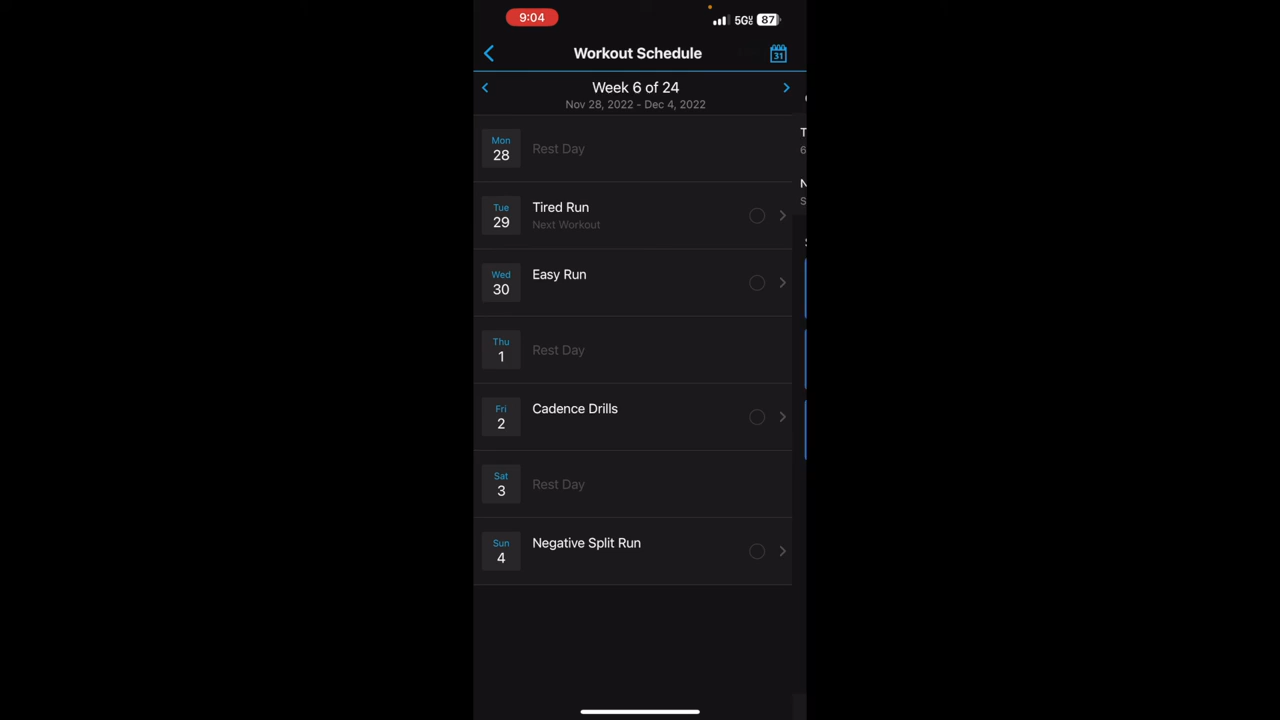 9:04
5G
87
Workout Schedule
31
Week 6 of 24
Nov 28, 2022 - Dec 4, 2022
Mon
28
Rest Day
Tue
29
Tired Run
Next Workout
Wed
30
Easy Run
Thu
1
Rest Day
Fri
2
Cadence Drills
Sat
3
Rest Day
Sun
4
Negative Split Run
T
6
N
S